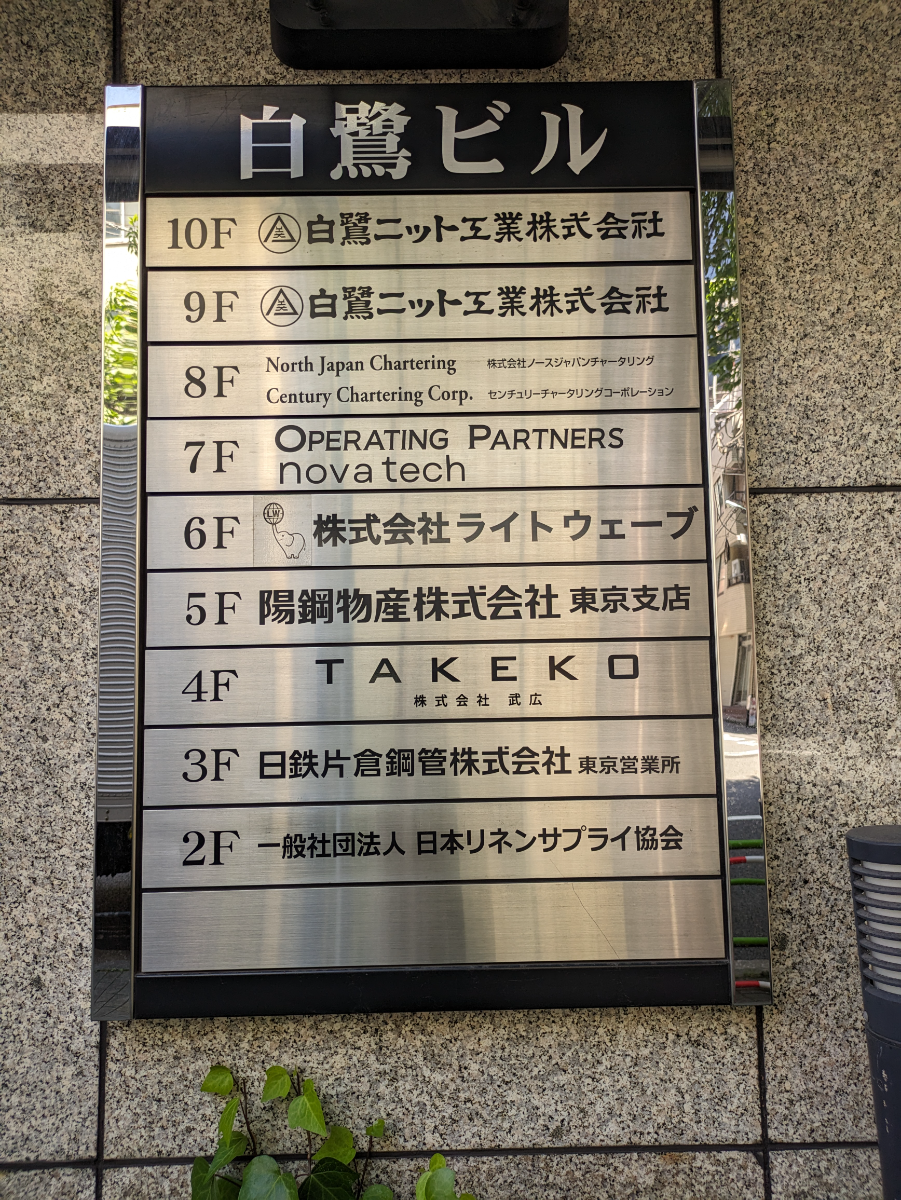 白鷺ビル
10F 白鷺ニット工業株式会社
9F 白鷺ニット工業株式会社
8F North Japan Chartering 株式会社ノースジャパンチャータリング
Century Chartering Corp. センチュリーチャータリングコーポレーション
7F OPERATING PARTNERS
nova tech
6F LW 株式会社ライトウェーブ
5F 陽鋼物産株式会社 東京支店
4F TAKEKO
株式会社 武広
3F 日鉄片倉鋼管株式会社 東京営業所
2F 一般社団法人 日本リネンサプライ協会